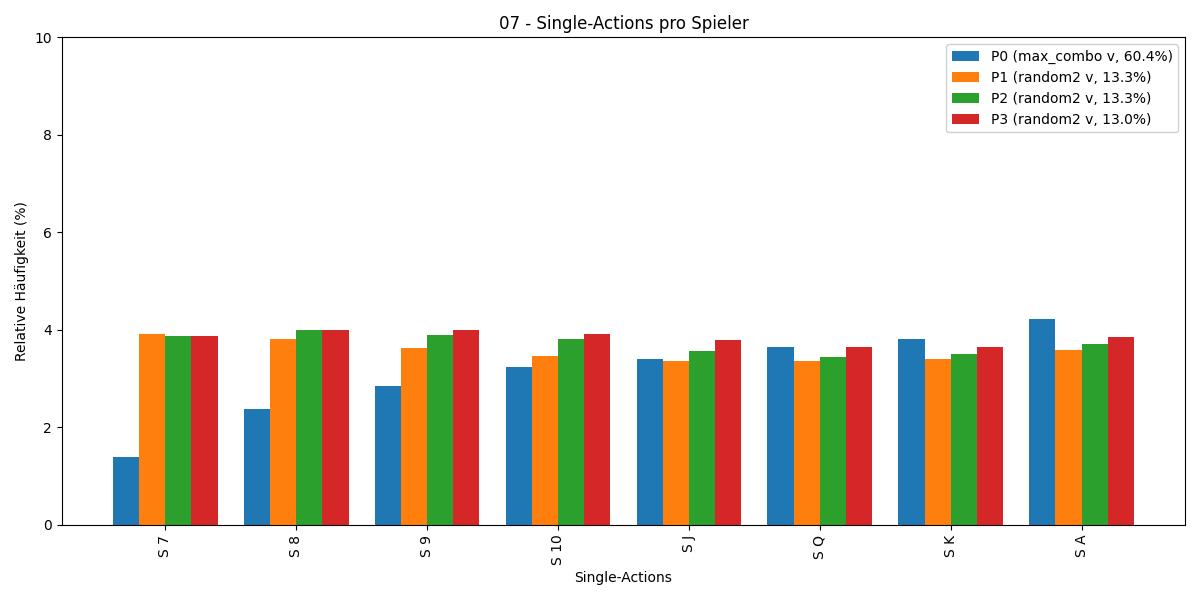 07 - Single-Actions pro Spieler
P0 (max_combo v, 60.4%)
P1 (random2 v, 13.3%)
P2 (random2 v, 13.3%)
P3 (random2 v, 13.0%)
Relative Häufigkeit (%)
10
8
6
4
2
0
S 7
S 8
S 9
S 10
S J
S Q
S K
S A
Single-Actions